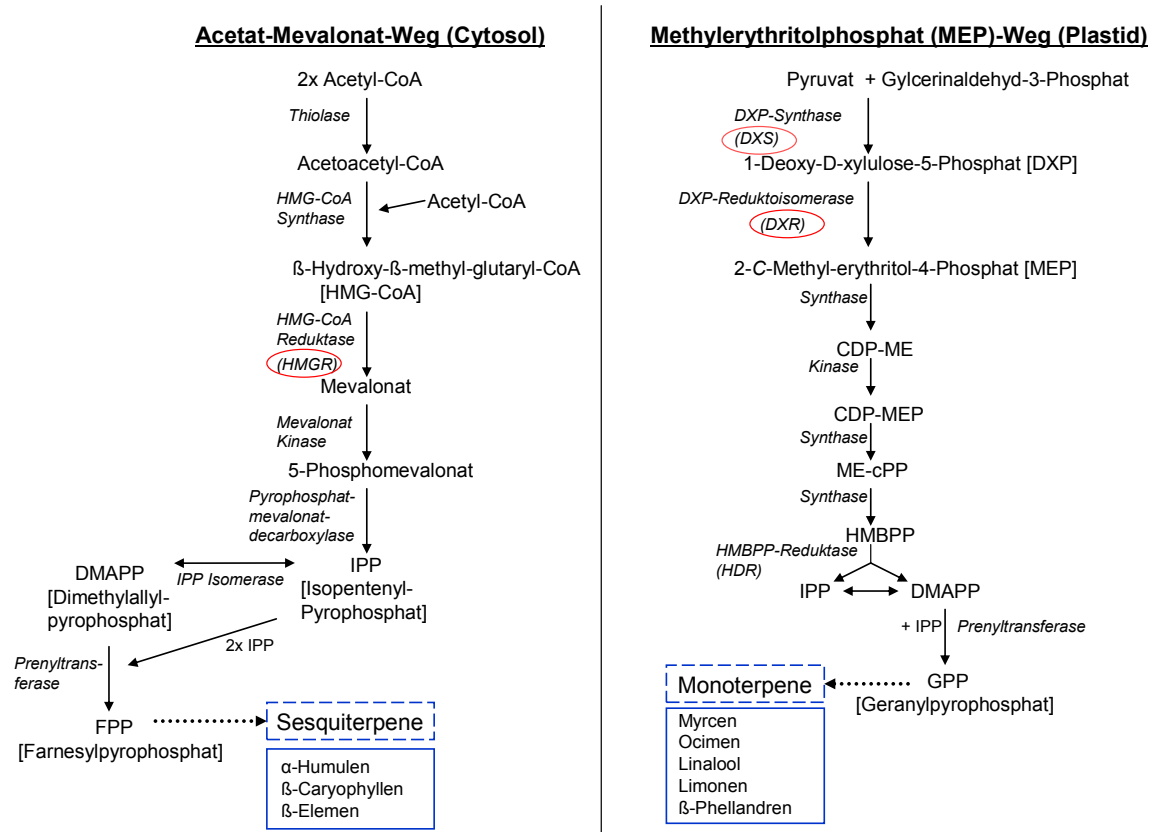 Acetat-Mevalonat-Weg (Cytosol)
2x Acetyl-CoA
Thiolase
Acetoacetyl-CoA
HMG-CoA
Synthase
Acetyl-CoA
ß-Hydroxy-ß-methyl-glutaryl-CoA
[HMG-CoA]
HMG-CoA
Reduktase
(HMGR)
Mevalonat
Mevalonat
Kinase
5-Phosphomevalonat
Pyrophosphat-
mevalonat-
decarboxylase
DMAPP
[Dimethylallyl-
pyrophosphat]
IPP Isomerase
IPP
[Isopentenyl-
Pyrophosphat]
2x IPP
Prenyltrans-
ferase
FPP
[Farnesylpyrophosphat]
Sesquiterpene
α-Humulen
ß-Caryophyllen
ß-Elemen
Methylerythritolphosphat (MEP)-Weg (Plastid)
Pyruvat + Gylcerinaldehyd-3-Phosphat
DXP-Synthase
(DXS)
1-Deoxy-D-xylulose-5-Phosphat [DXP]
DXP-Reduktoisomerase
(DXR)
2-C-Methyl-erythritol-4-Phosphat [MEP]
Synthase
CDP-ME
Kinase
CDP-MEP
Synthase
ME-cPP
Synthase
HMBPP
HMBPP-Reduktase
(HDR)
IPP
DMAPP
+ IPP
Prenyltransferase
GPP
[Geranylpyrophosphat]
Monoterpene
Myrcen
Ocimen
Linalool
Limonen
ß-Phellandren